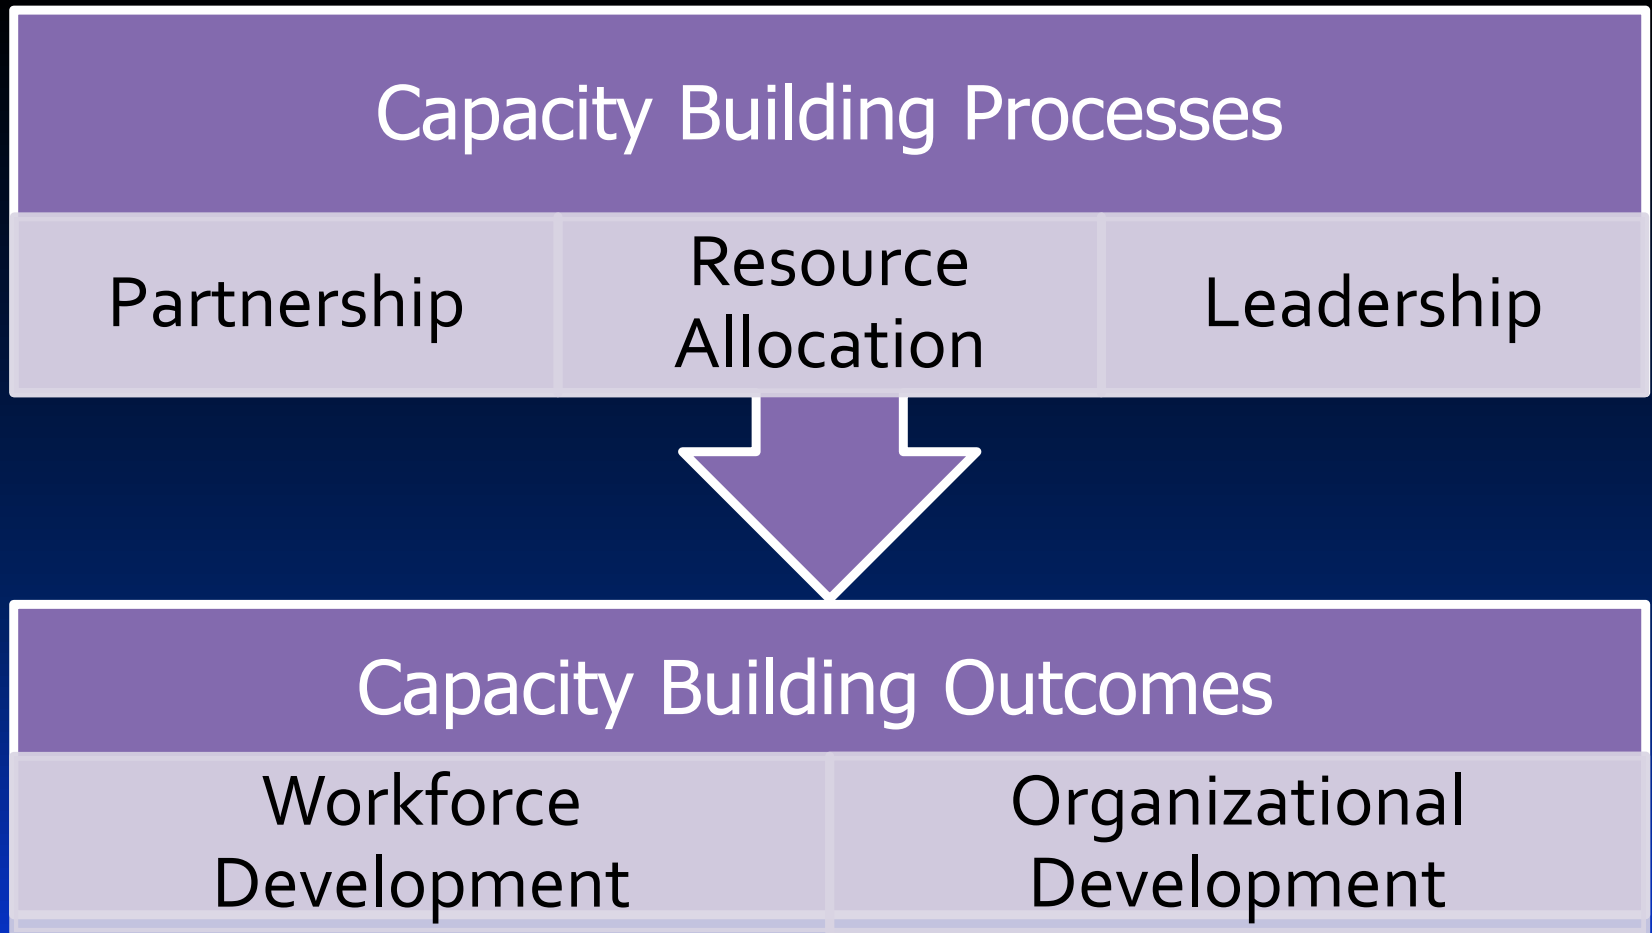 Capacity Building Processes
Partnership
Resource
Allocation
Leadership
Capacity Building Outcomes
Workforce
Development
Organizational
Development